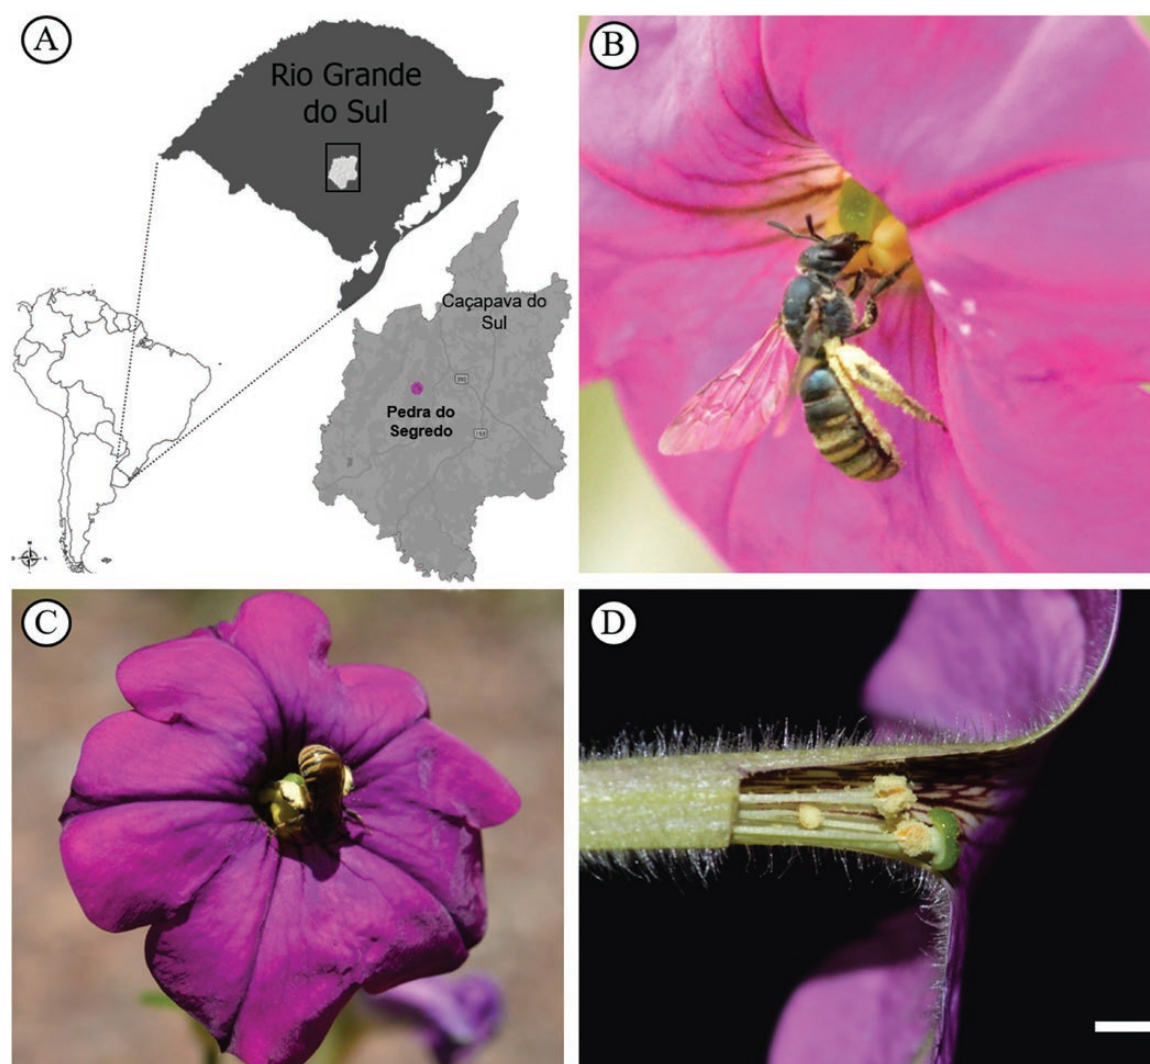 A
Rio Grande
do Sul
Caçapava do
Sul
Pedra do
Segredo
B
C
D